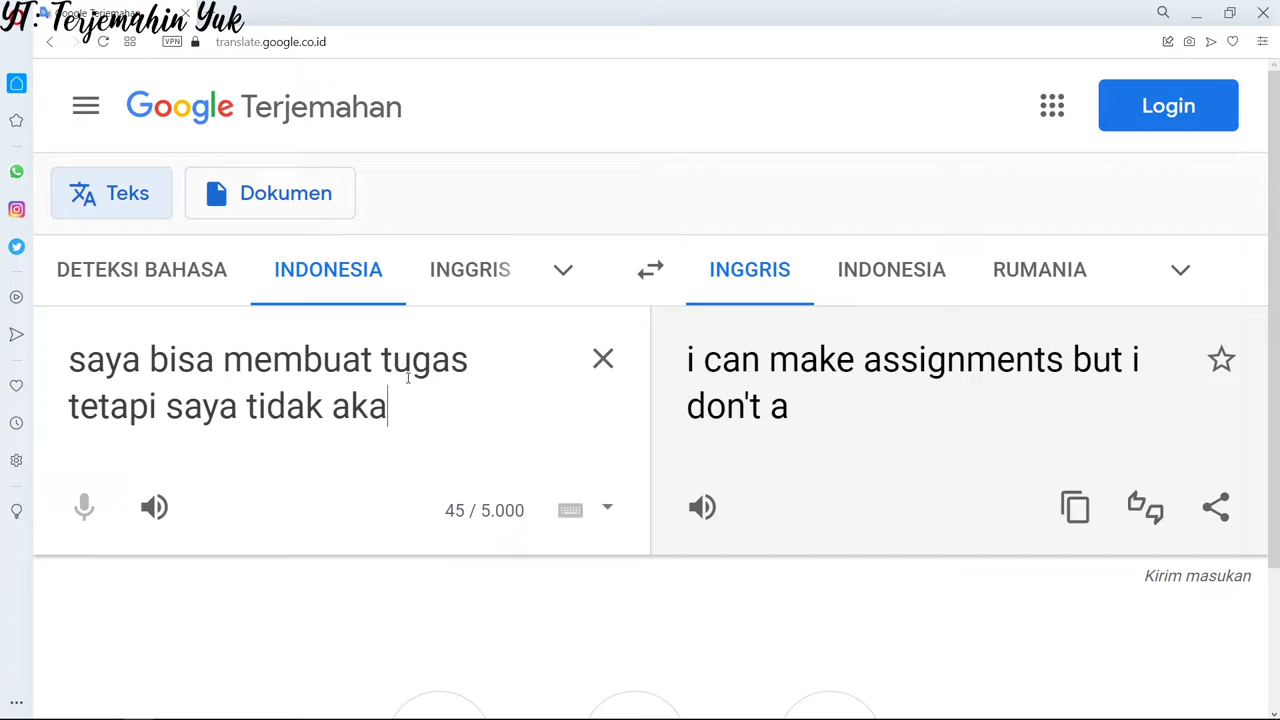 YT: Terjemahin Yuk
VPN translate.google.co.id
Google Terjemahan
Login
Teks Dokumen
DETEKSI BAHASA INDONESIA INGGRIS INGGRIS INDONESIA RUMANIA
saya bisa membuat tugas
tetapi saya tidak aka
45 / 5.000
i can make assignments but i
don't a
Kirim masukan